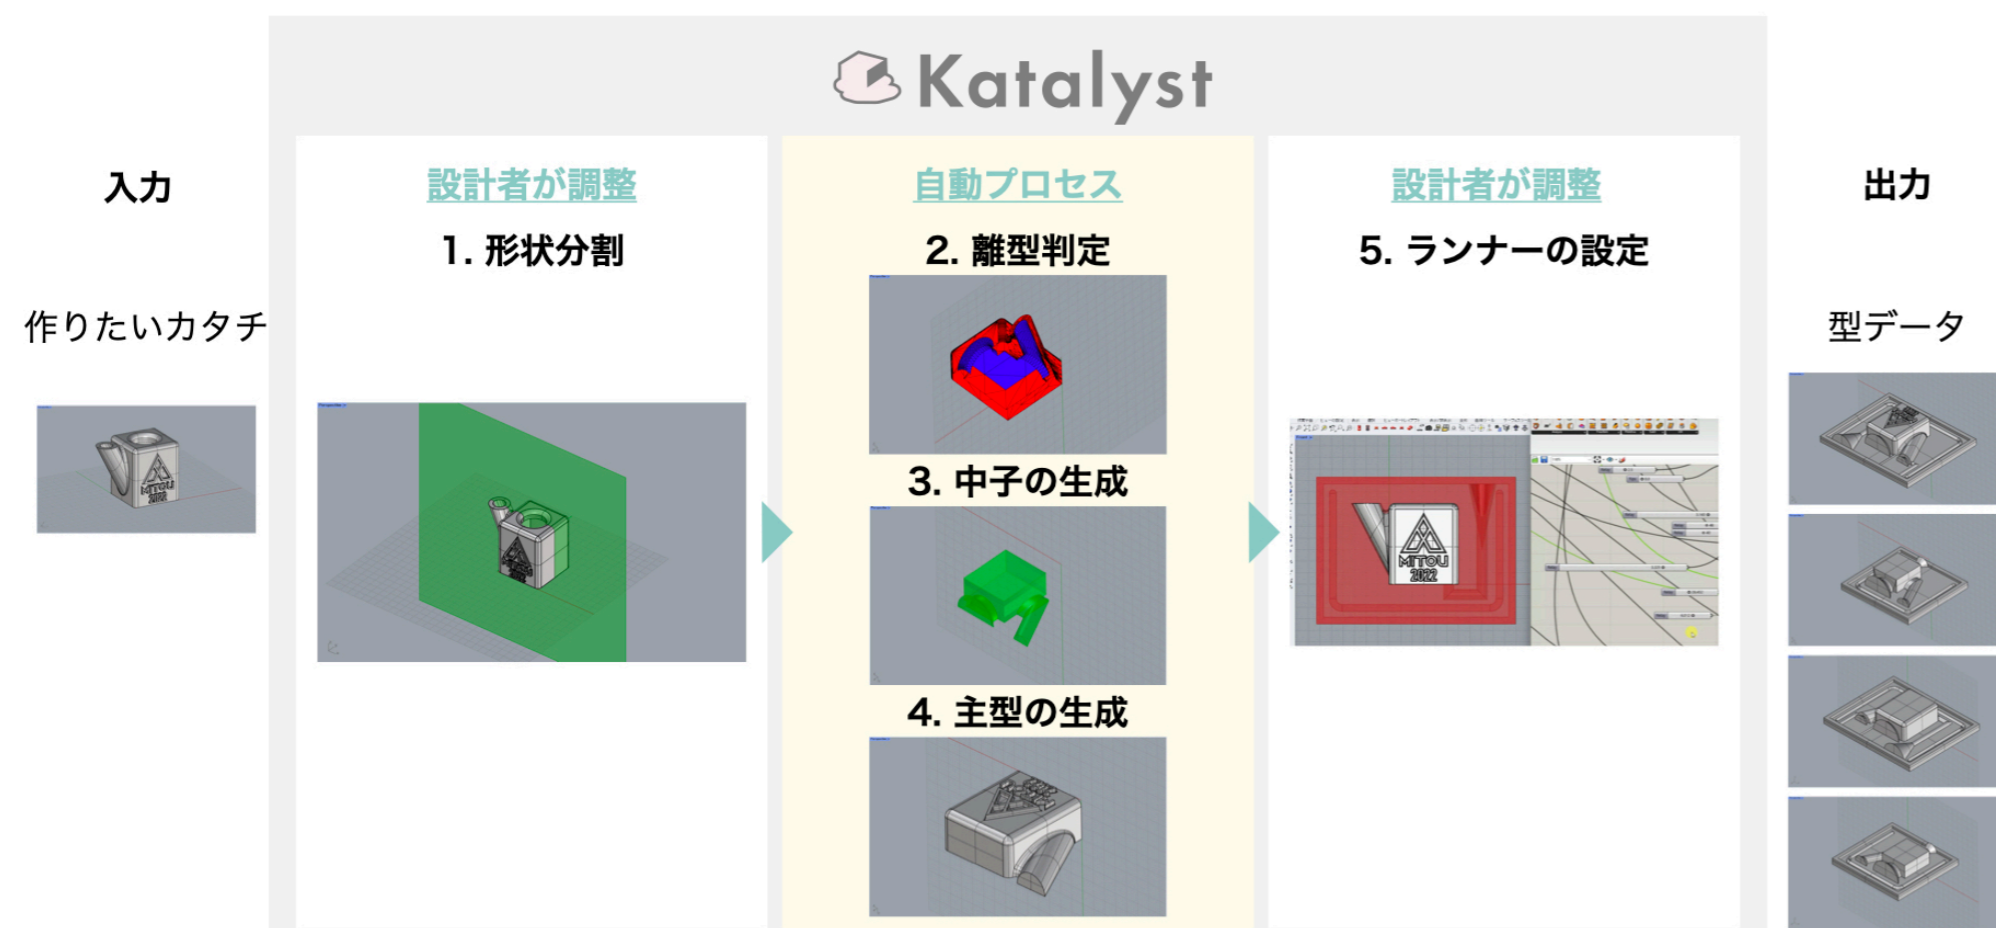 Katalyst
入力
作りたいカタチ
設計者が調整
1. 形状分割
自動プロセス
2. 離型判定
3. 中子の生成
4. 主型の生成
設計者が調整
5. ランナーの設定
MITOU
2022
出力
型データ